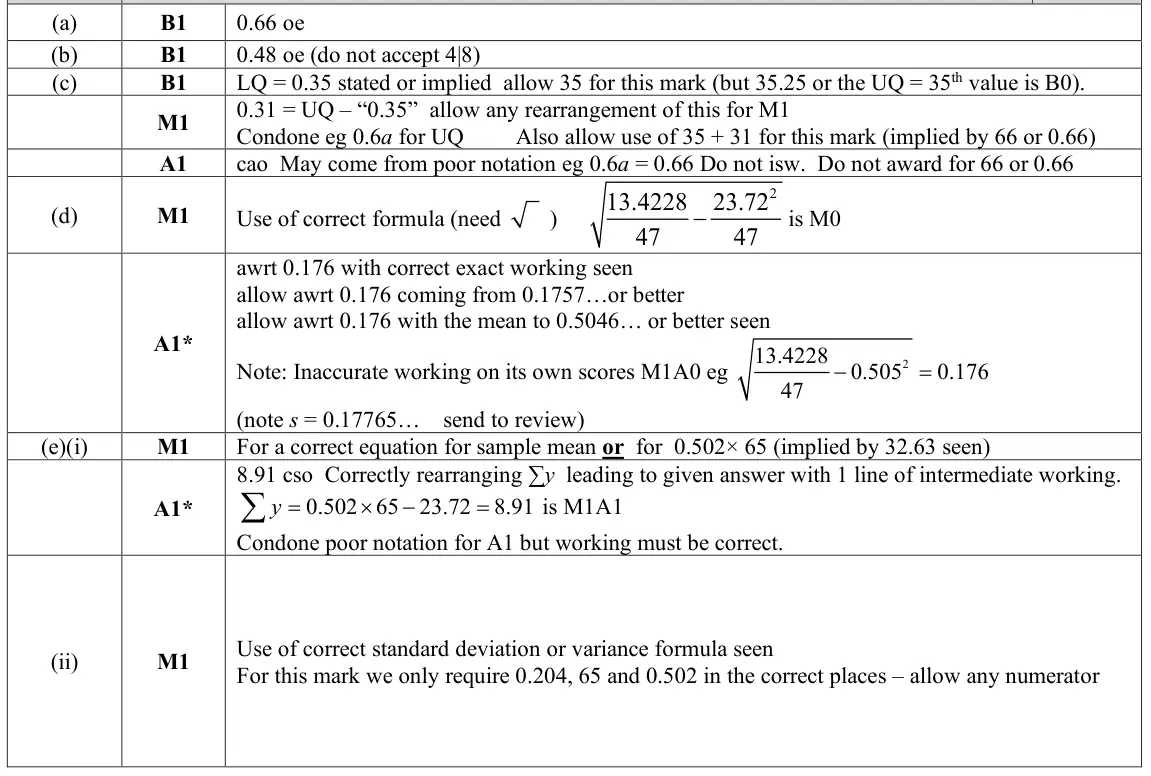 (a) B1 0.66 oe
(b) B1 0.48 oe (do not accept 4|8)
(c) B1 LQ = 0.35 stated or implied allow 35 for this mark (but 35.25 or the UQ = 35th value is B0).
M1 0.31 = UQ – “0.35” allow any rearrangement of this for M1
Condone eg 0.6a for UQ Also allow use of 35 + 31 for this mark (implied by 66 or 0.66)
A1 cao May come from poor notation eg 0.6a = 0.66 Do not isw. Do not award for 66 or 0.66
(d) M1 Use of correct formula (need √ ) √(13.4228/47 − 23.72²/47) is M0
awrt 0.176 with correct exact working seen
allow awrt 0.176 coming from 0.1757…or better
allow awrt 0.176 with the mean to 0.5046… or better seen
A1* Note: Inaccurate working on its own scores M1A0 eg √(13.4228/47 − 0.505²) = 0.176
(note s = 0.17765… send to review)
(e)(i) M1 For a correct equation for sample mean or for 0.502× 65 (implied by 32.63 seen)
8.91 cso Correctly rearranging ∑y leading to given answer with 1 line of intermediate working.
A1* ∑y = 0.502×65 − 23.72 = 8.91 is M1A1
Condone poor notation for A1 but working must be correct.
(ii) M1 Use of correct standard deviation or variance formula seen
For this mark we only require 0.204, 65 and 0.502 in the correct places – allow any numerator